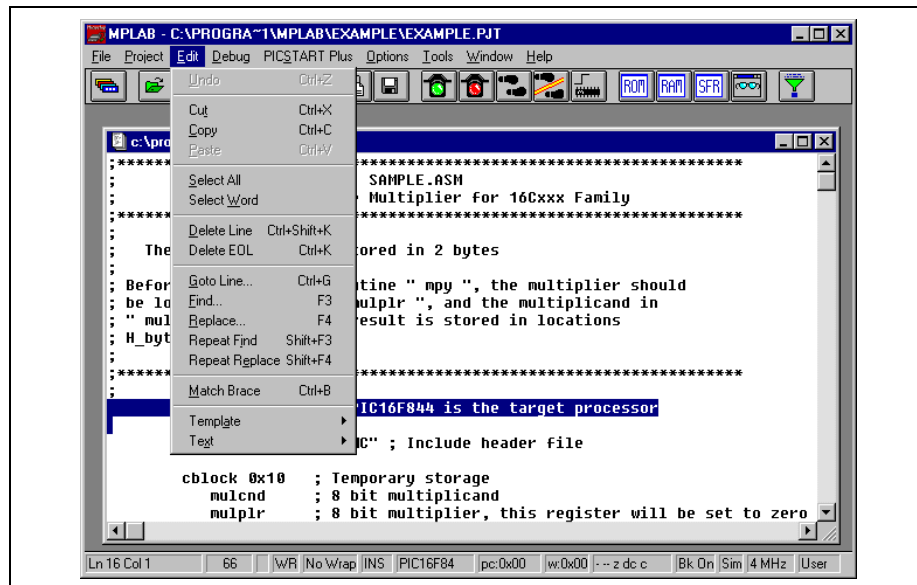 MPLAB - C:\PROGRA~1\MPLAB\EXAMPLE\EXAMPLE.PJT
File Project Edit Debug PICSTART Plus Options Tools Window Help
ROM RAM SFR
Undo Ctrl+Z
Cut Ctrl+X
Copy Ctrl+C
Paste Ctrl+V
Select All
Select Word
Delete Line Ctrl+Shift+K
Delete EOL Ctrl+K
Goto Line... Ctrl+G
Find... F3
Replace... F4
Repeat Find Shift+F3
Repeat Replace Shift+F4
Match Brace Ctrl+B
Template
Text
c:\pro
;****** ****************************************
; SAMPLE.ASM
; Multiplier for 16Cxxx Family
;****** ****************************************
;
; The ored in 2 bytes
;
; Befor tine " mpy ", the multiplier should
; be lo ulplr ", and the multiplicand in
; " mul esult is stored in locations
; H_byt
;
;****** ****************************************
;
PIC16F844 is the target processor
NC" ; Include header file
cblock 0x10 ; Temporary storage
mulcnd ; 8 bit multiplicand
mulplr ; 8 bit multiplier, this register will be set to zero
Ln 16 Col 1 66 WR No Wrap INS PIC16F84 pc:0x00 w:0x00 - -- z dc c Bk On Sim 4 MHz User